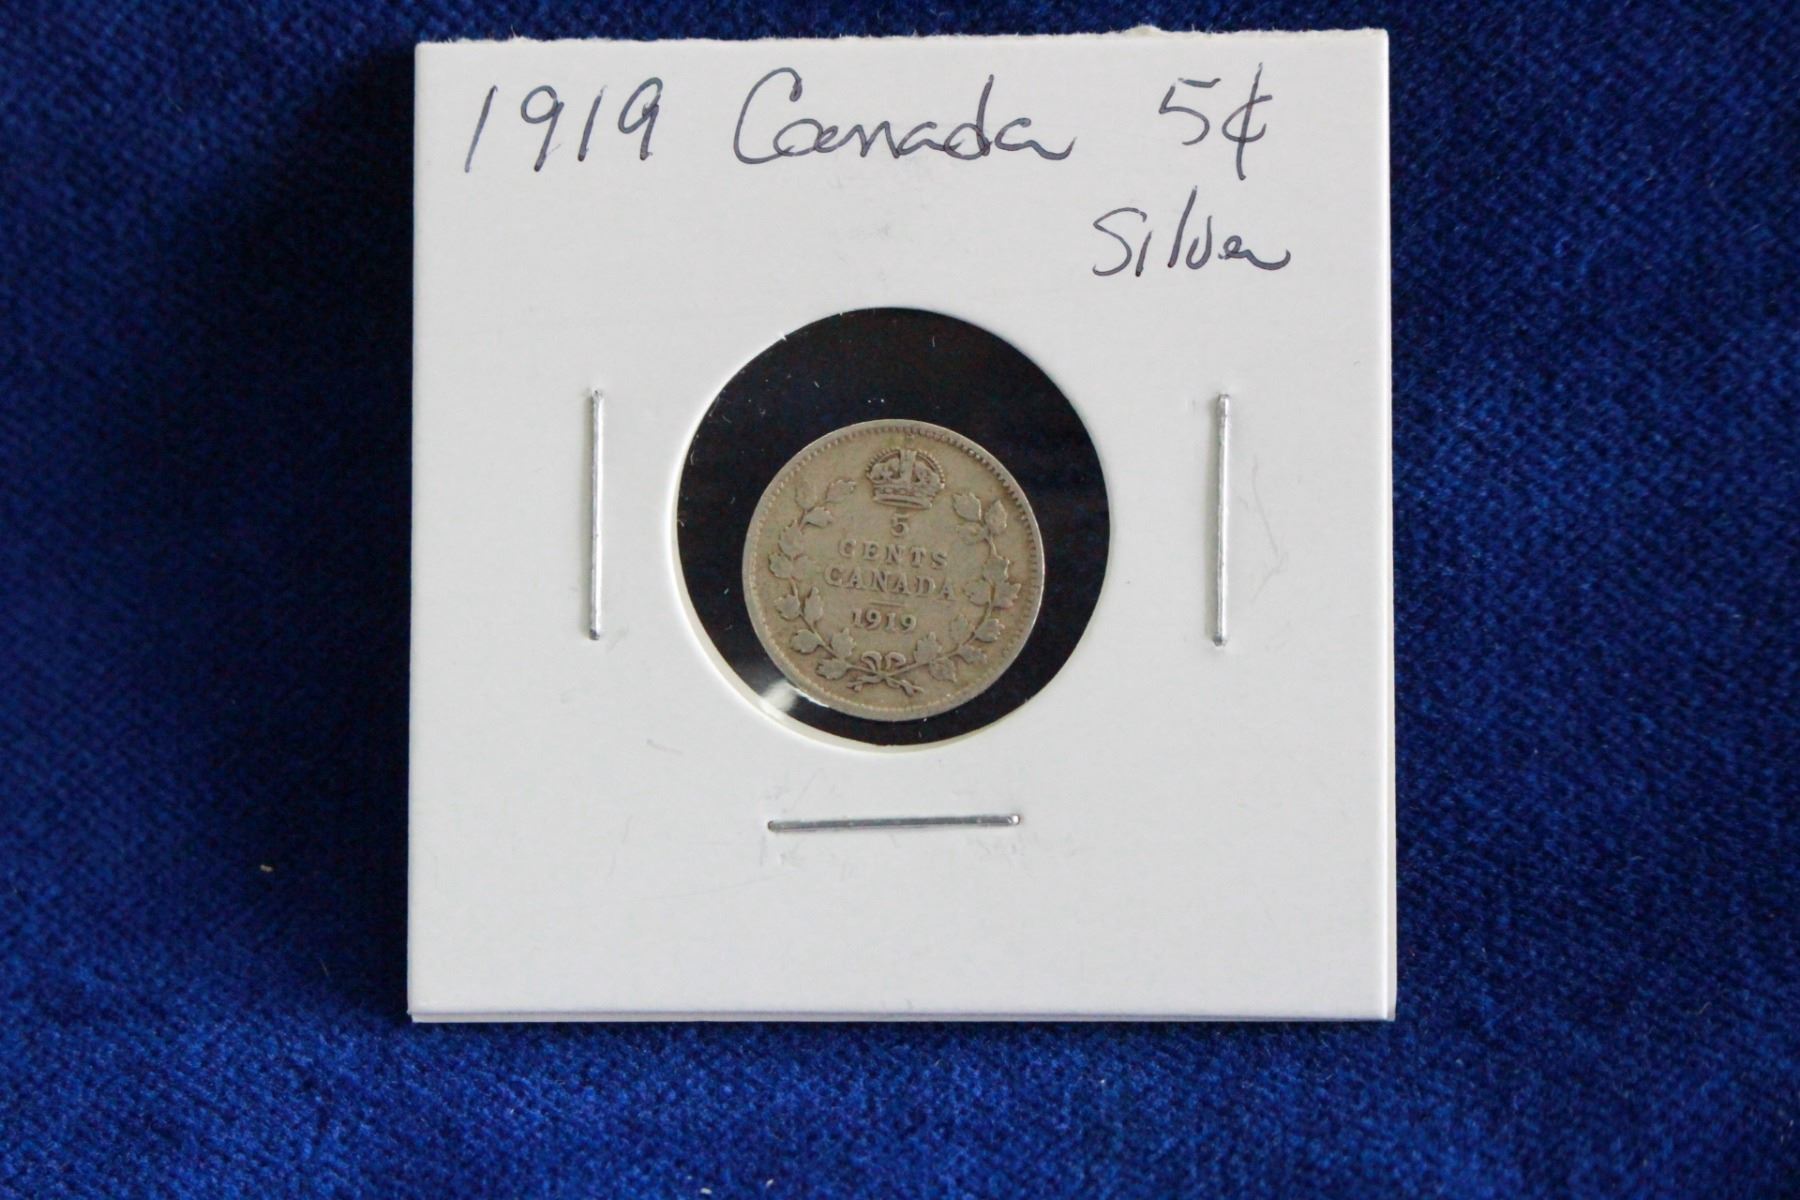 1919 Canada 5¢
Silver
5
CENTS
CANADA
1919